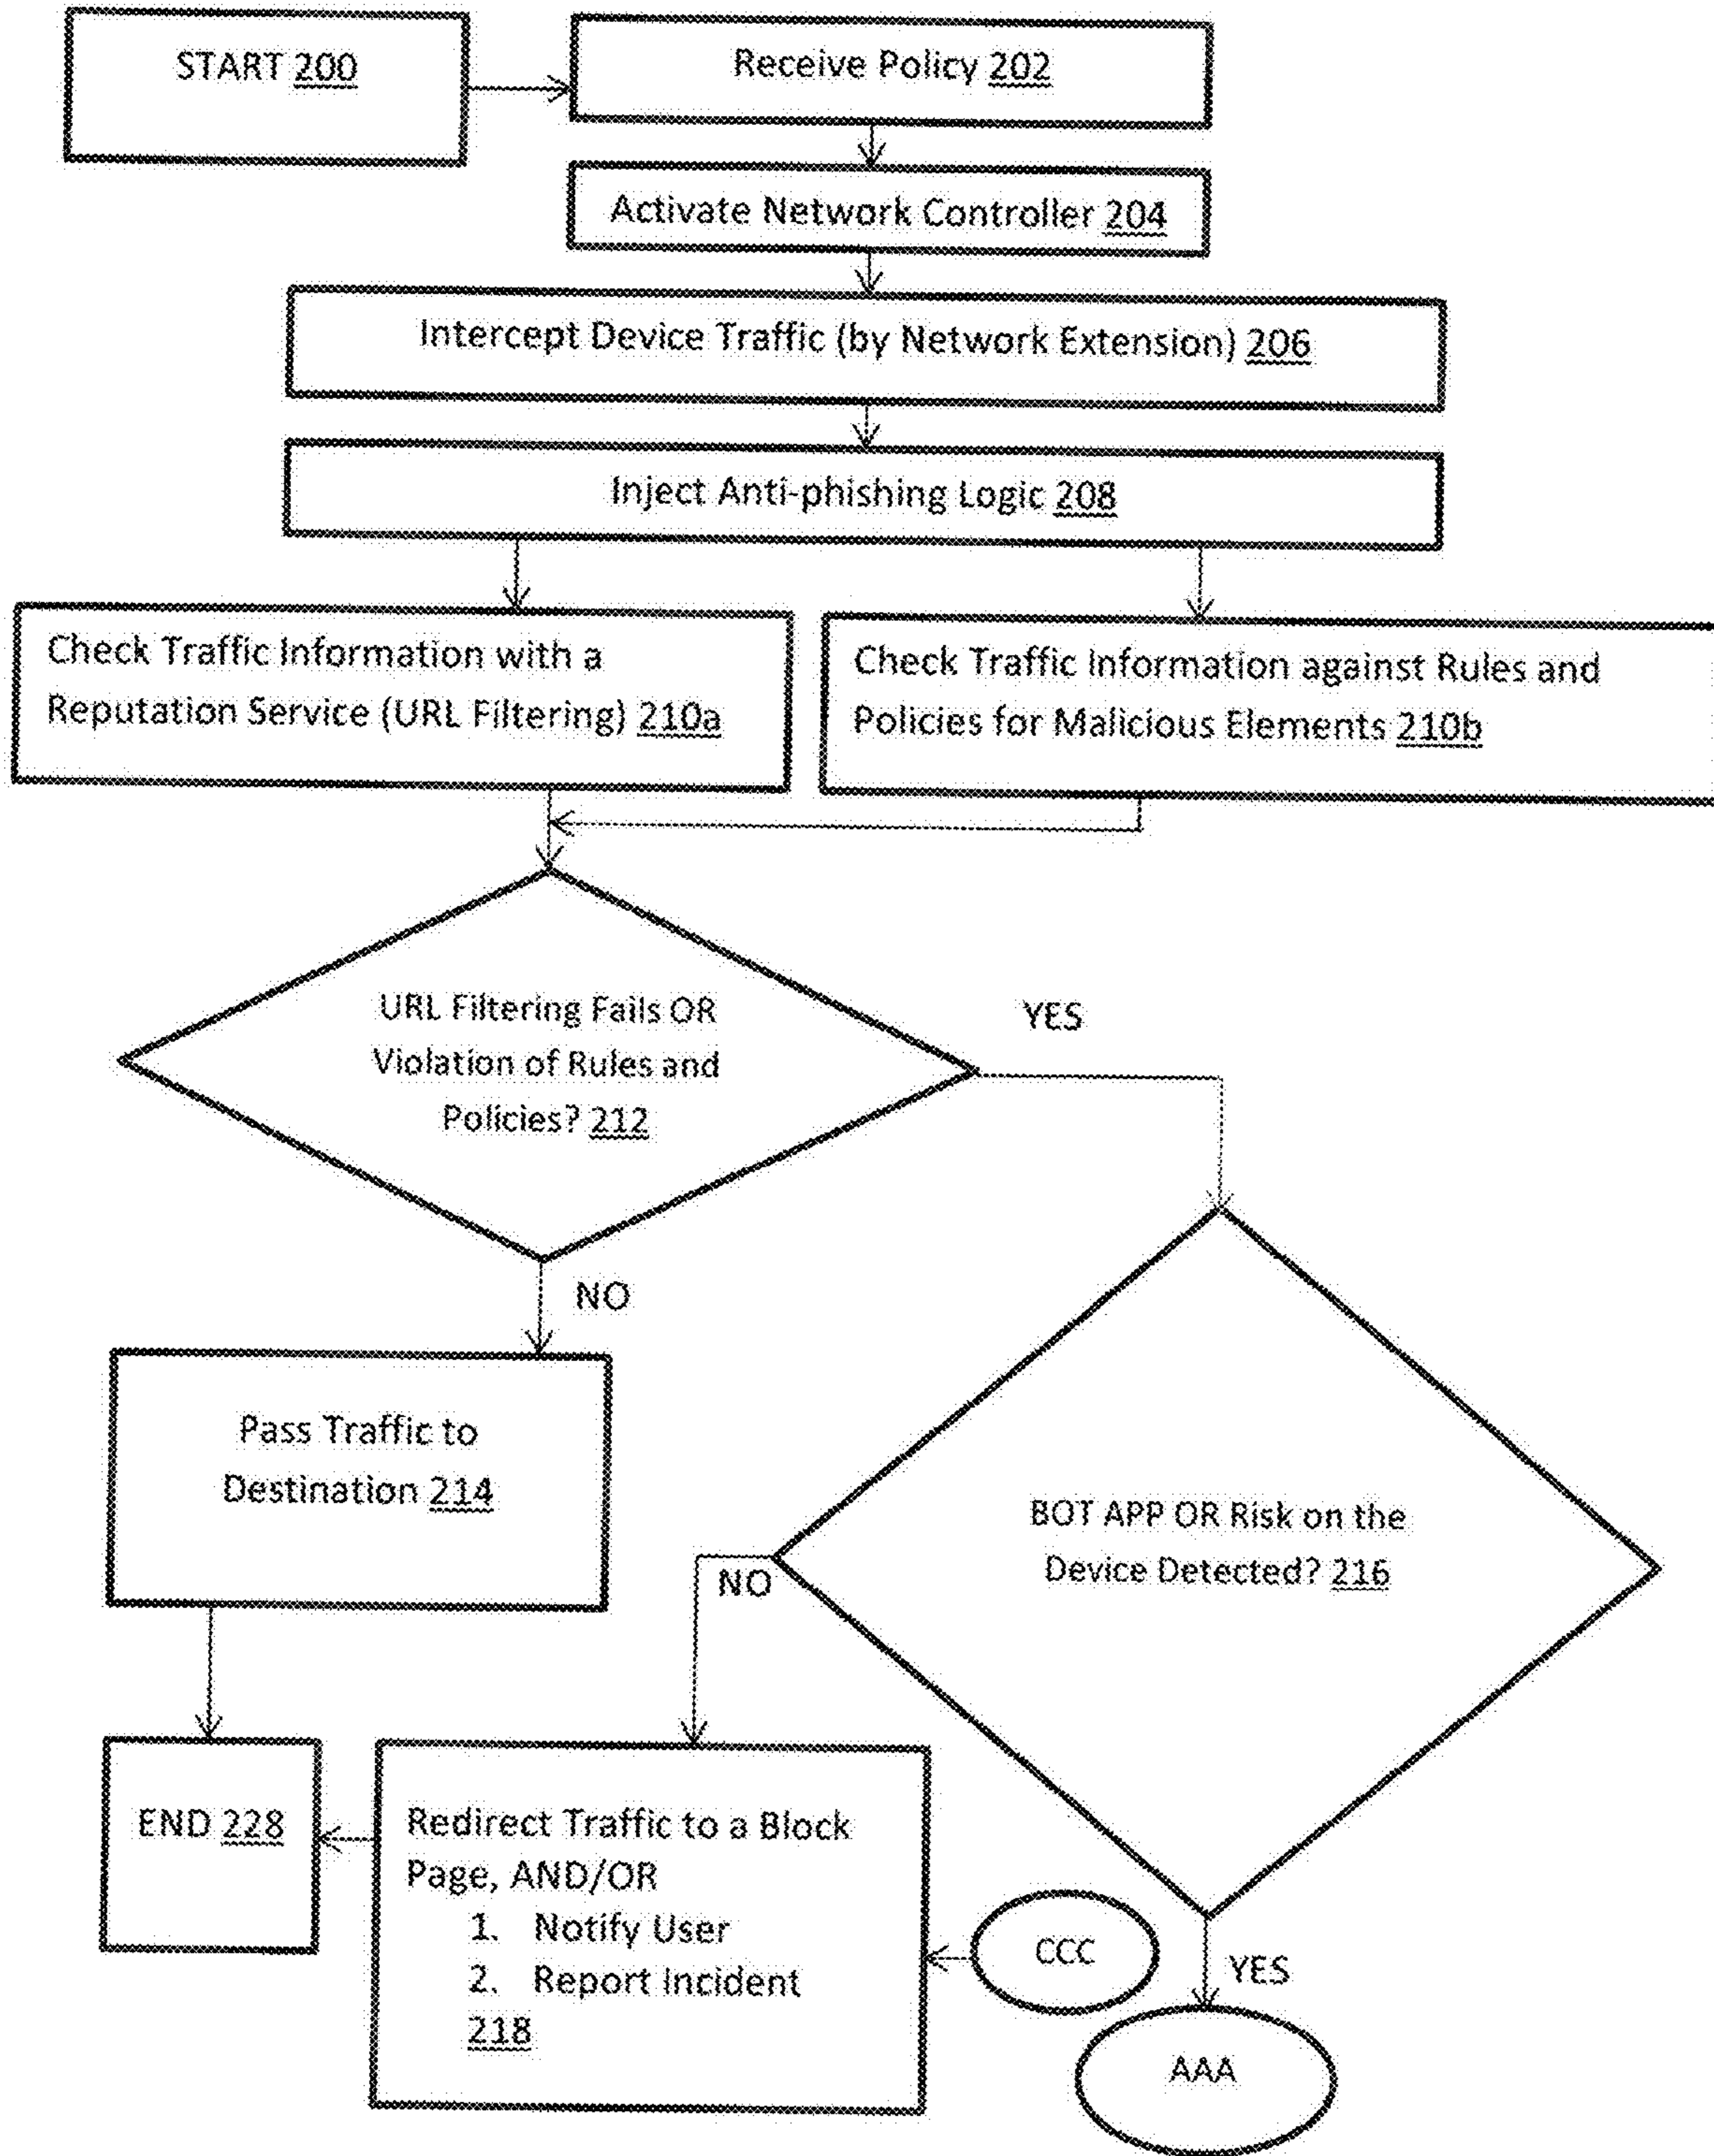 START 200
Receive Policy 202
Activate Network Controller 204
Intercept Device Traffic (by Network Extension) 206
Inject Anti-phishing Logic 208
Check Traffic Information with a
Reputation Service (URL Filtering) 210a
Check Traffic Information against Rules and
Policies for Malicious Elements 210b
URL Filtering Fails OR
Violation of Rules and
Policies? 212
YES
NO
Pass Traffic to
Destination 214
BOT APP OR Risk on the
Device Detected? 216
NO
END 228
Redirect Traffic to a Block
Page, AND/OR
1. Notify User
2. Report Incident
218
CCC
YES
AAA